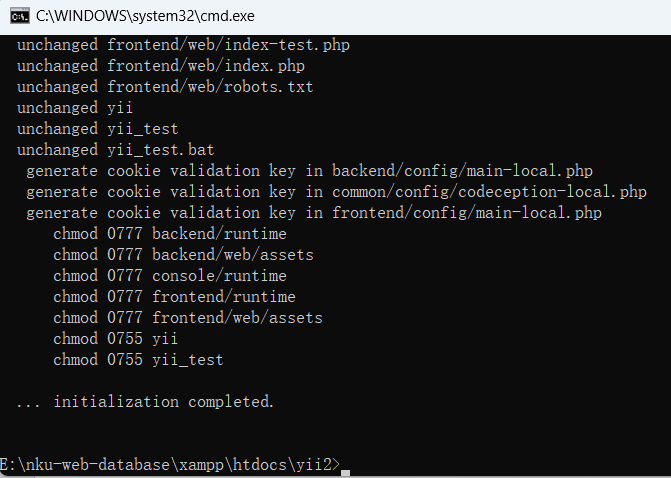 C:\WINDOWS\system32\cmd.exe
unchanged frontend/web/index-test.php
unchanged frontend/web/index.php
unchanged frontend/web/robots.txt
unchanged yii
unchanged yii_test
unchanged yii_test.bat
generate cookie validation key in backend/config/main-local.php
generate cookie validation key in common/config/codeception-local.php
generate cookie validation key in frontend/config/main-local.php
chmod 0777 backend/runtime
chmod 0777 backend/web/assets
chmod 0777 console/runtime
chmod 0777 frontend/runtime
chmod 0777 frontend/web/assets
chmod 0755 yii
chmod 0755 yii_test
... initialization completed.
E:\nku-web-database\xampp\htdocs\yii2>